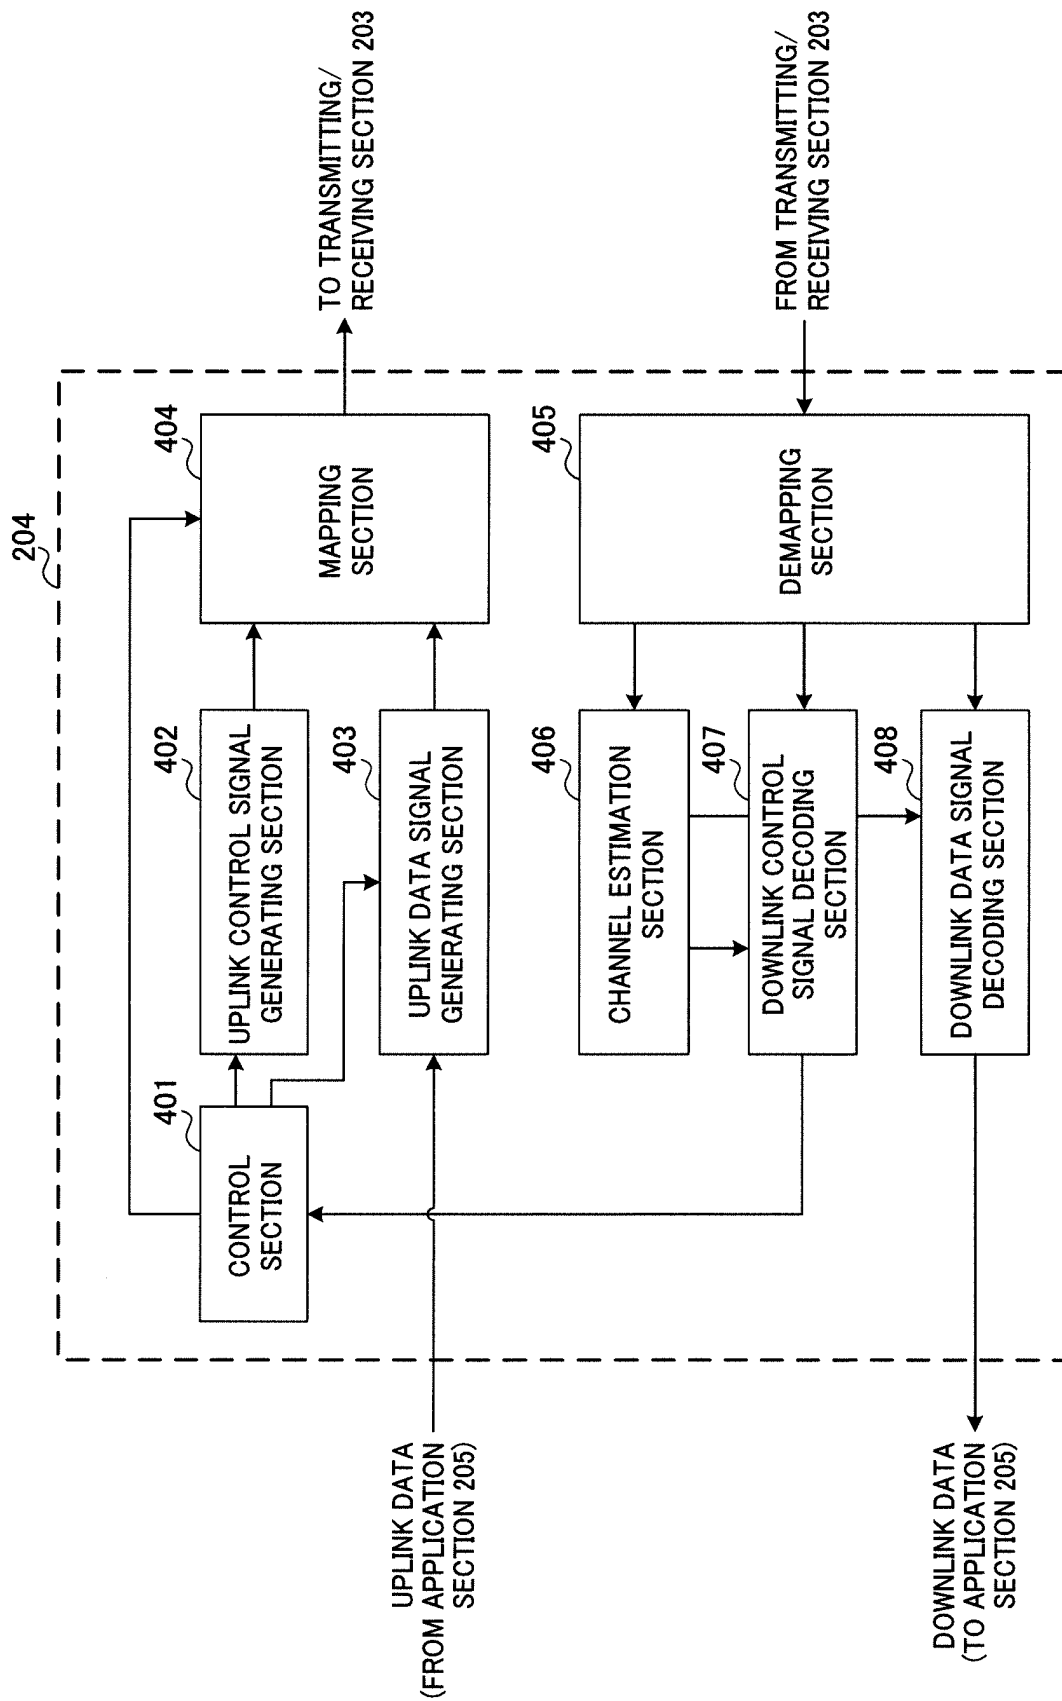 204
401
CONTROL
SECTION
402
UPLINK CONTROL SIGNAL
GENERATING SECTION
403
UPLINK DATA SIGNAL
GENERATING SECTION
404
MAPPING
SECTION
TO TRANSMITTING/
RECEIVING SECTION 203
UPLINK DATA
(FROM APPLICATION
SECTION 205)
405
DEMAPPING
SECTION
FROM TRANSMITTING/
RECEIVING SECTION 203
406
CHANNEL ESTIMATION
SECTION
407
DOWNLINK CONTROL
SIGNAL DECODING
SECTION
408
DOWNLINK DATA SIGNAL
DECODING SECTION
DOWNLINK DATA
(TO APPLICATION
SECTION 205)